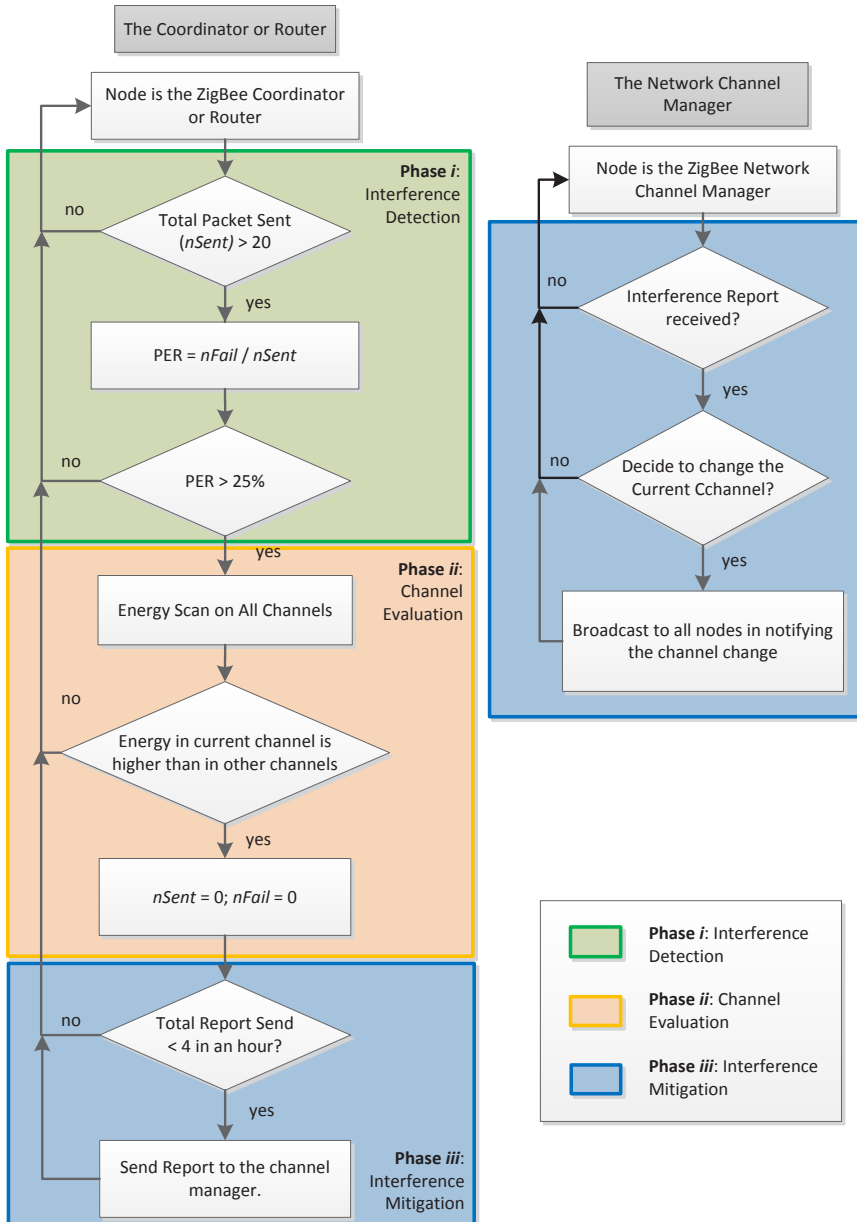 The Coordinator or Router
Node is the ZigBee Coordinator
or Router
Phase i:
Interference
Detection
no
Total Packet Sent
(nSent) > 20
yes
PER = nFail / nSent
no
PER > 25%
yes
Phase ii:
Channel
Evaluation
Energy Scan on All Channels
no
Energy in current channel is
higher than in other channels
yes
nSent = 0; nFail = 0
no
Total Report Send
< 4 in an hour?
yes
Send Report to the channel
manager.
Phase iii:
Interference
Mitigation
The Network Channel
Manager
Node is the ZigBee Network
Channel Manager
no
Interference Report
received?
yes
no
Decide to change the
Current Cchannel?
yes
Broadcast to all nodes in notifying
the channel change
Phase i: Interference
Detection
Phase ii: Channel
Evaluation
Phase iii: Interference
Mitigation